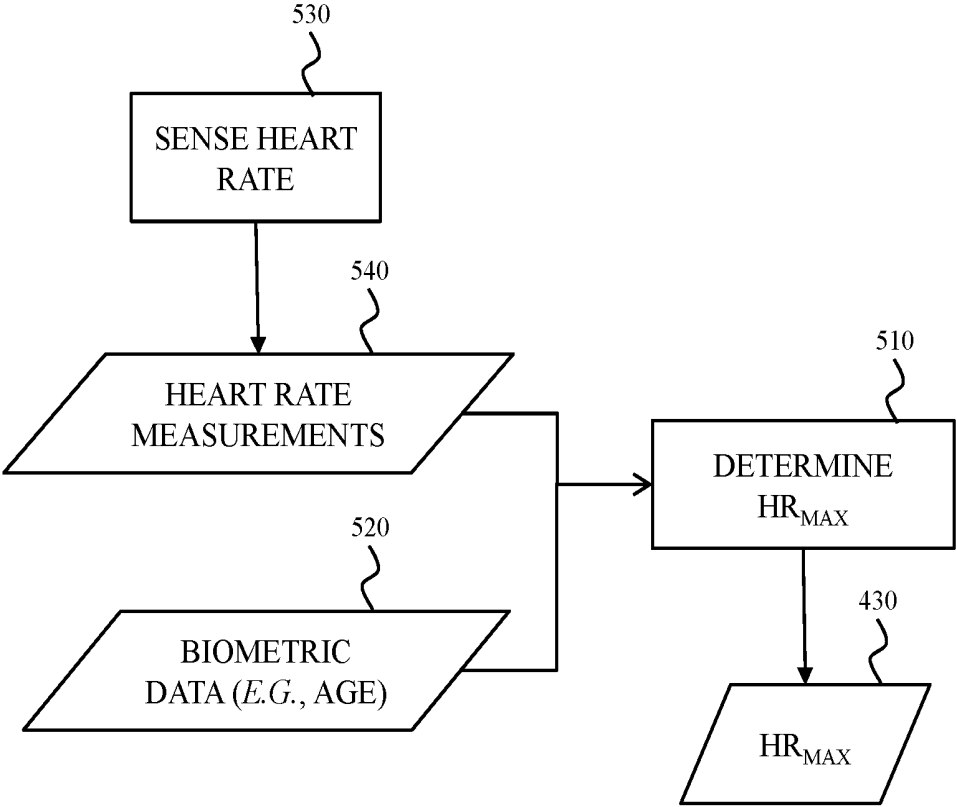 530
SENSE HEART
RATE
540
HEART RATE
MEASUREMENTS
510
DETERMINE
HR_MAX
520
BIOMETRIC
DATA (E.G., AGE)
430
HR_MAX